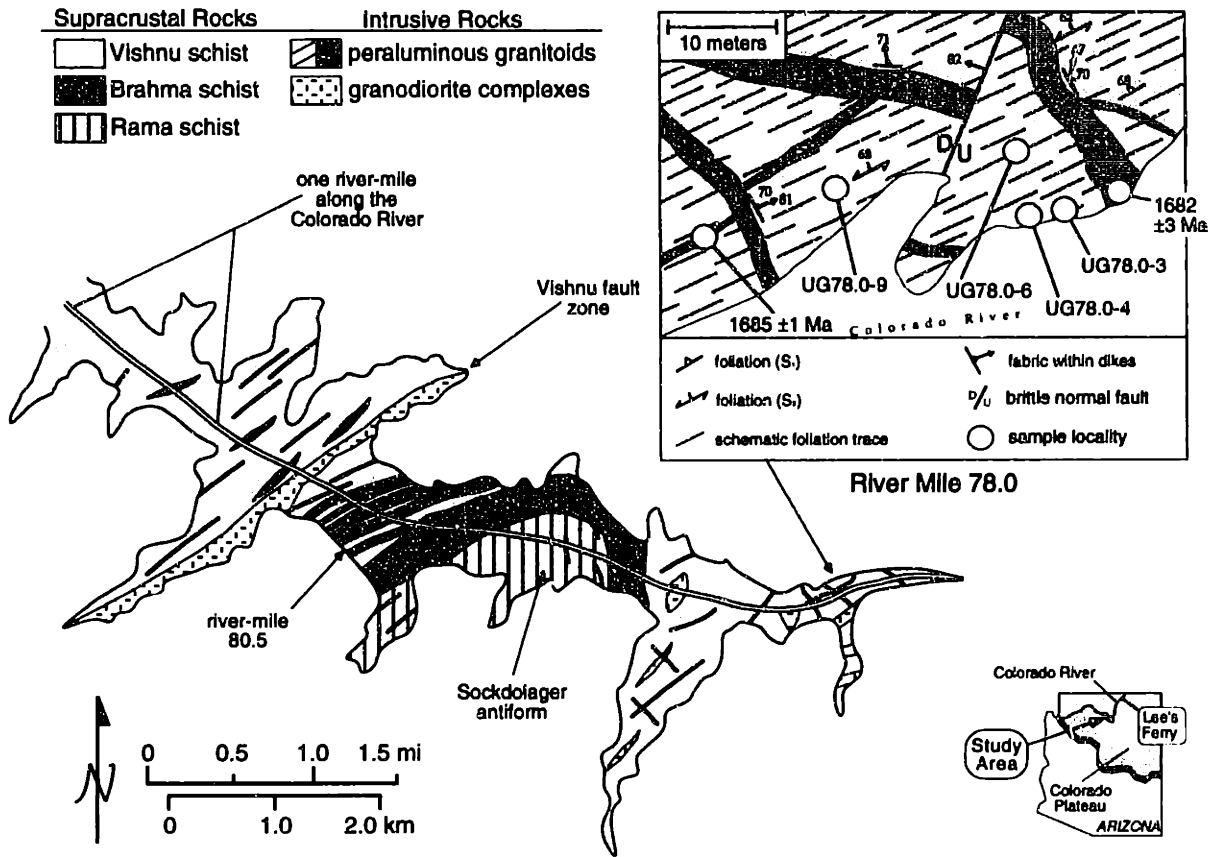 Supracrustal Rocks
Intrusive Rocks
Vishnu schist
peraluminous granitoids
Brahma schist
granodiorite complexes
Rama schist
one river-mile
along the
Colorado River
Vishnu fault
zone
river-mile
80.5
Sockdolager
antiform
0 0.5 1.0 1.5 mi
0 1.0 2.0 km
N
10 meters
71
82
70
68
D
U
68
70
81
1682
±3 Ma
UG78.0-3
UG78.0-4
UG78.0-6
UG78.0-9
1685 ±1 Ma
Colorado River
foliation (S₁)
fabric within dikes
foliation (S₂)
D/U brittle normal fault
schematic foliation trace
sample locality
River Mile 78.0
Colorado River
Lee's
Ferry
Study
Area
Colorado
Plateau
ARIZONA